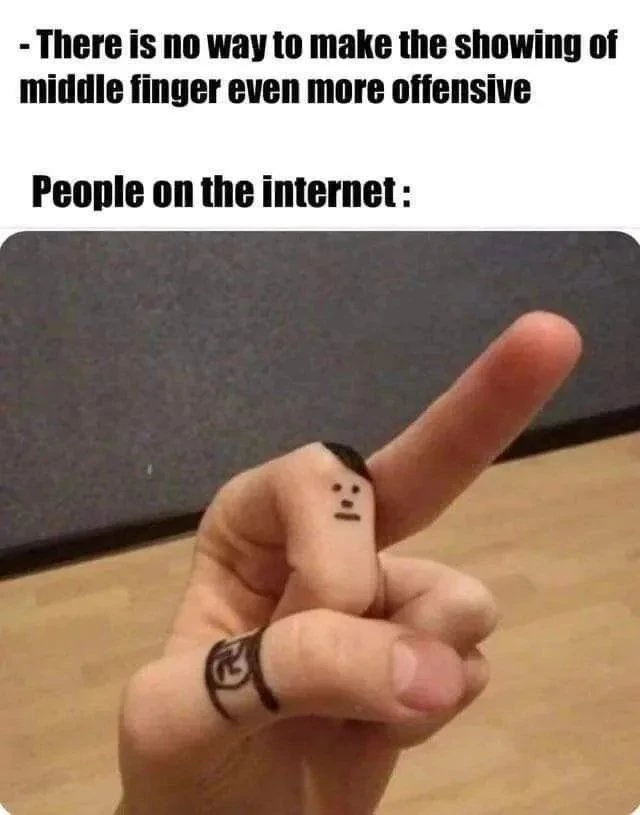 - There is no way to make the showing of
middle finger even more offensive
People on the internet :